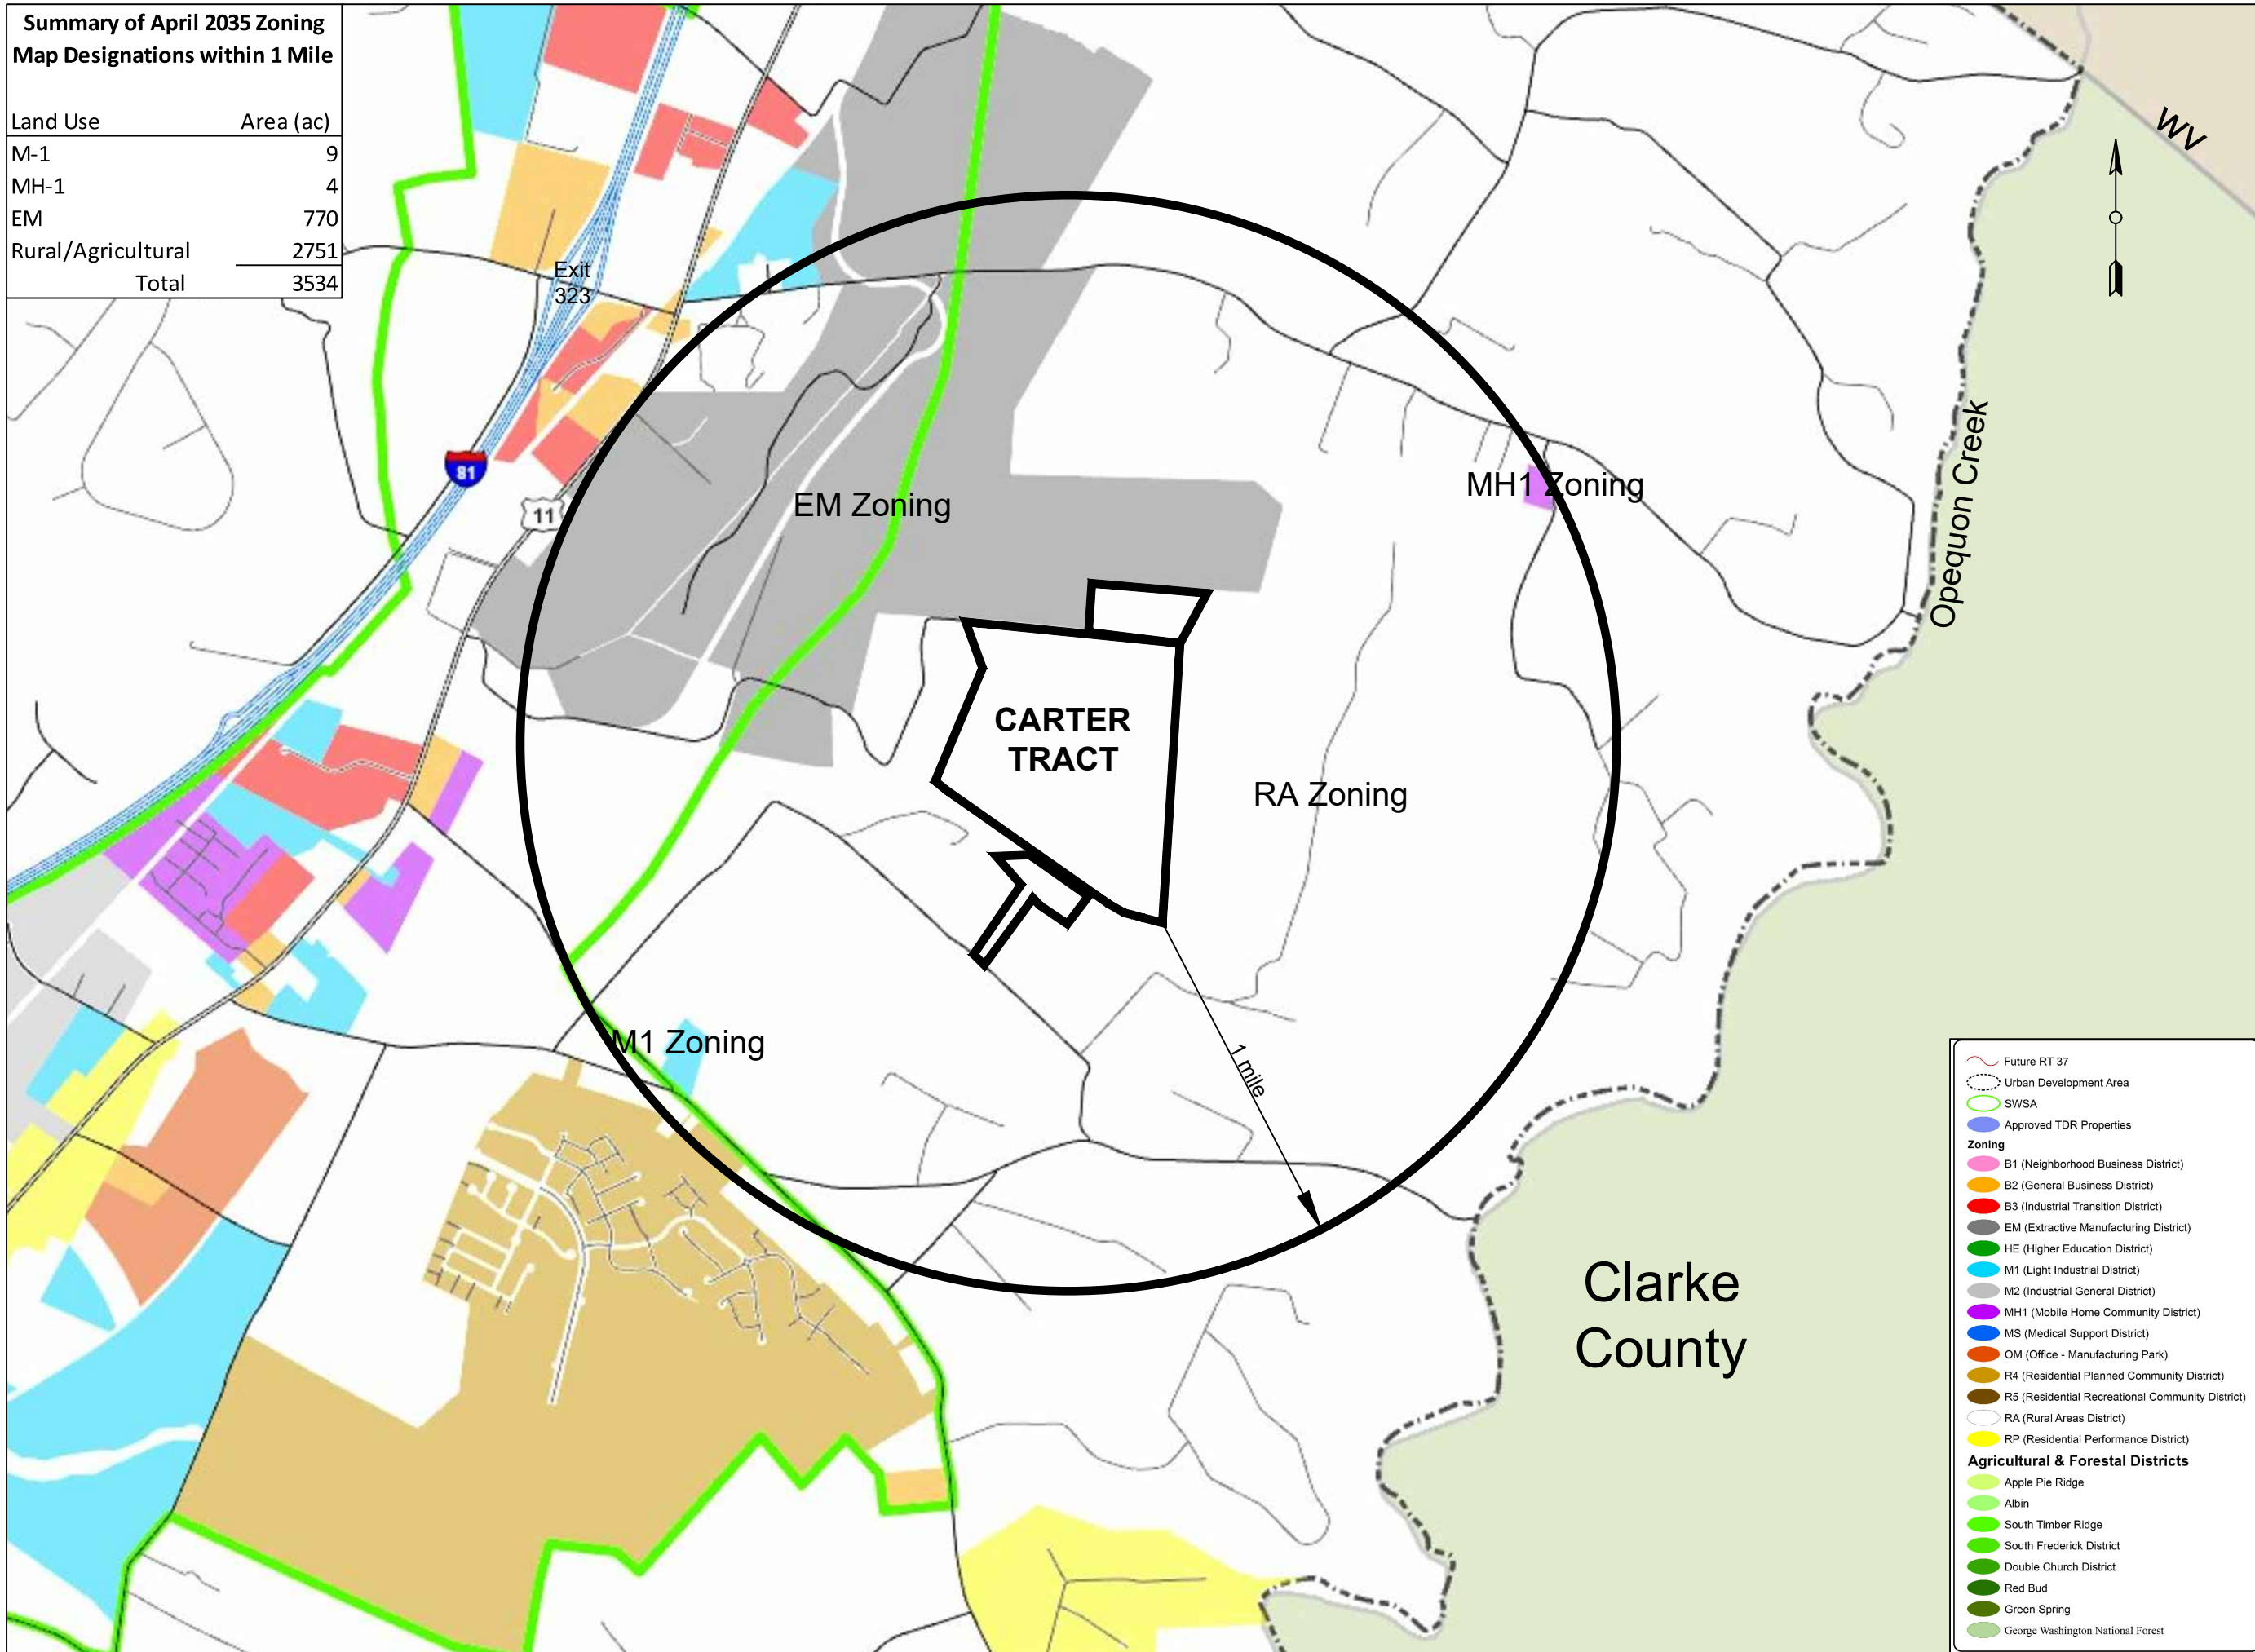 Summary of April 2035 Zoning
Map Designations within 1 Mile
Land Use Area (ac)
M-1 9
MH-1 4
EM 770
Rural/Agricultural 2751
Total 3534
WV
Exit
323
81
11
EM Zoning
MH1 Zoning
Opequon Creek
CARTER
TRACT
RA Zoning
M1 Zoning
1 mile
Clarke
County
Future RT 37
Urban Development Area
SWSA
Approved TDR Properties
Zoning
B1 (Neighborhood Business District)
B2 (General Business District)
B3 (Industrial Transition District)
EM (Extractive Manufacturing District)
HE (Higher Education District)
M1 (Light Industrial District)
M2 (Industrial General District)
MH1 (Mobile Home Community District)
MS (Medical Support District)
OM (Office - Manufacturing Park)
R4 (Residential Planned Community District)
R5 (Residential Recreational Community District)
RA (Rural Areas District)
RP (Residential Performance District)
Agricultural & Forestal Districts
Apple Pie Ridge
Albin
South Timber Ridge
South Frederick District
Double Church District
Red Bud
Green Spring
George Washington National Forest